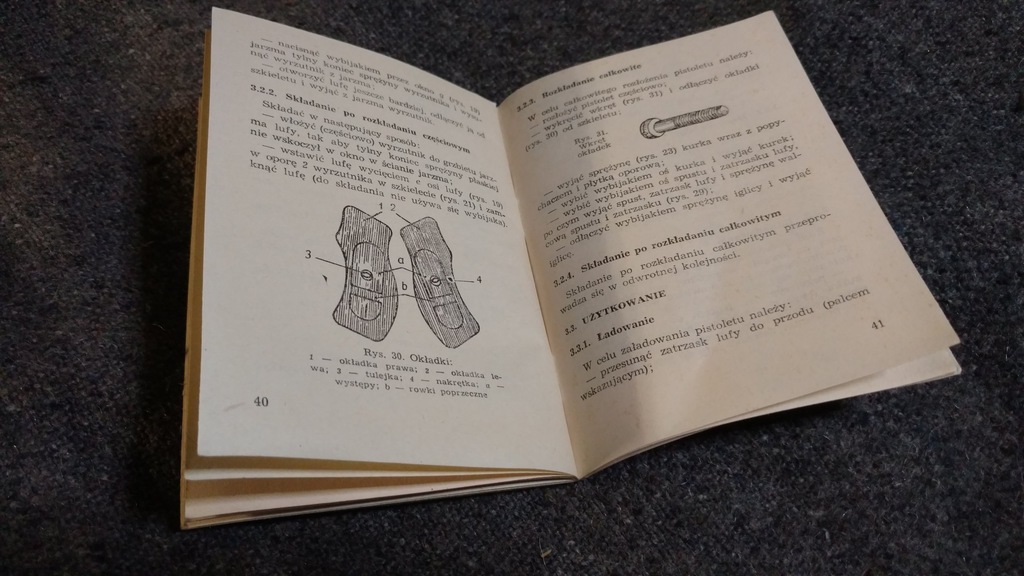 — nacisnąć wybijakiem przez okno g (rys. 19)
jarzma tylny koniec sprężyny wyrzutnika i wysu-
nąć wyrzutnik z jarzma;
— otworzyć lufę jeszcze bardziej, odłączyć ją od
szkieletu i wyjąć z jarzma wyrzutnik.
3.2.2. Składanie po rozkładaniu częściowym
Składać w następujący sposób:
— włożyć (częściowo) wyrzutnik do grzbietu jarz-
ma lufy, tak aby tylny koniec sprężyny płaskiej
nie wskoczył w okno w ścianie jarzma;
— wstawić lufę wycięciem c osi lufy (rys. 19)
w oporę 2 wyrzutnika w szkielecie (rys. 21) i zam-
knąć lufę (do składania nie używa się wybijaka).
1 2
3
a
b
4
Rys. 30. Okładki:
1 — okładka prawa; 2 — okładka le-
wa; 3 — tulejka; 4 — nakrętka; a —
występy; b — rowki poprzeczne
40
3.2.3. Rozkładanie całkowite
W celu całkowitego rozłożenia pistoletu należy:
— rozłożyć pistolet częściowo;
— wykręcić wkręt (rys. 31) i odłączyć okładki
(rys. 30) od szkieletu;
Rys. 31.
Wkręt
okładek
— wyjąć sprężynę (rys. 23) kurka wraz z popy-
chaczem i płytką oporową;
— wybić wybijakiem oś kurka i wyjąć kurek;
— wybić wybijakiem oś spustu i zatrzasku lufy,
po czym wyjąć spust, zatrzask lufy i sprężynę wal-
cową spustu i zatrzasku (rys. 29);
— odłączyć wybijakiem sprężynę iglicy i wyjąć
iglicę.
3.2.4. Składanie po rozkładaniu całkowitym
Składanie po rozkładaniu całkowitym przepro-
wadza się w odwrotnej kolejności.
3.3. UŻYTKOWANIE
3.3.1. Ładowanie
W celu załadowania pistoletu należy:
— przesunąć zatrzask lufy do przodu (palcem
wskazującym);
41